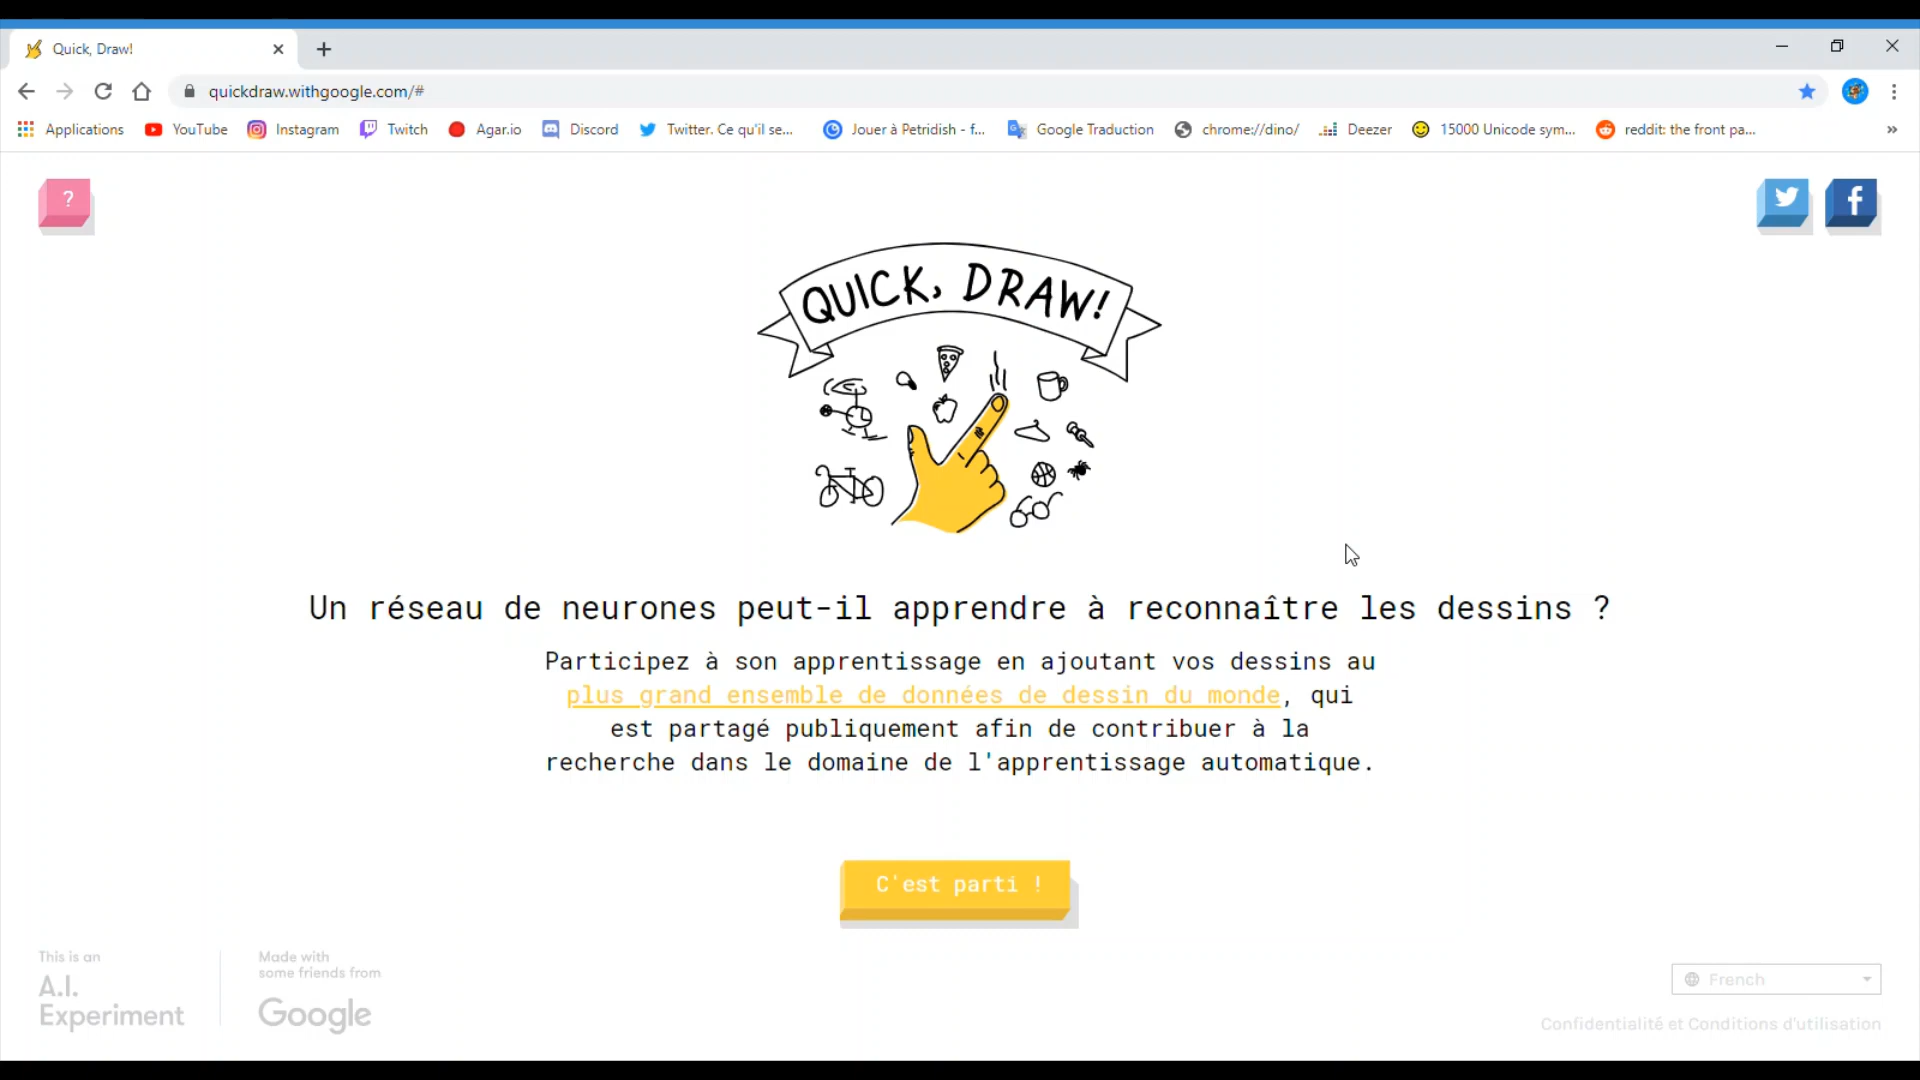 Quick, Draw!
quickdraw.withgoogle.com/#
Applications YouTube Instagram Twitch Agar.io Discord Twitter. Ce qu'il se... Jouer à Petridish - f... Google Traduction chrome://dino/ Deezer 15000 Unicode sym... reddit: the front pa... »
?
QUICK, DRAW!
Un réseau de neurones peut-il apprendre à reconnaître les dessins ?
Participez à son apprentissage en ajoutant vos dessins au
plus grand ensemble de données de dessin du monde, qui
est partagé publiquement afin de contribuer à la
recherche dans le domaine de l'apprentissage automatique.
C'est parti !
This is an
A.I.
Experiment
Made with
some friends from
Google
French
Confidentialité et Conditions d'utilisation